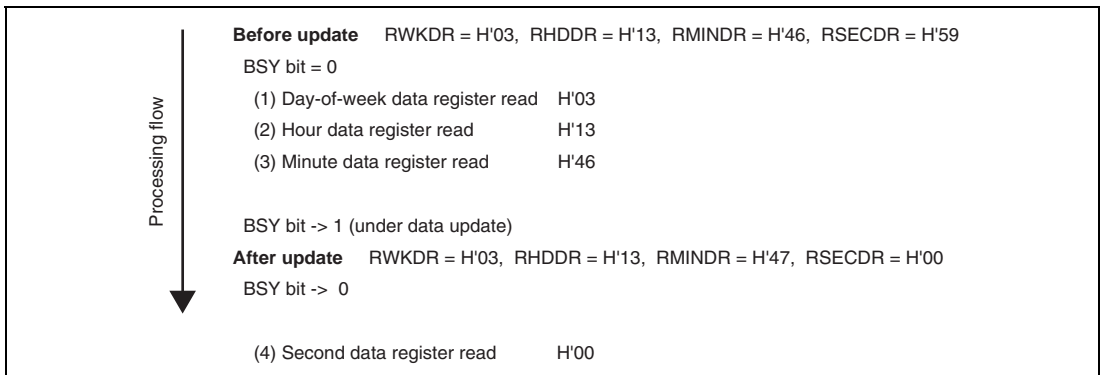 Processing flow
Before update RWKDR = H'03, RHDDR = H'13, RMINDR = H'46, RSECDR = H'59
BSY bit = 0
(1) Day-of-week data register read H'03
(2) Hour data register read H'13
(3) Minute data register read H'46
BSY bit -> 1 (under data update)
After update RWKDR = H'03, RHDDR = H'13, RMINDR = H'47, RSECDR = H'00
BSY bit -> 0
(4) Second data register read H'00